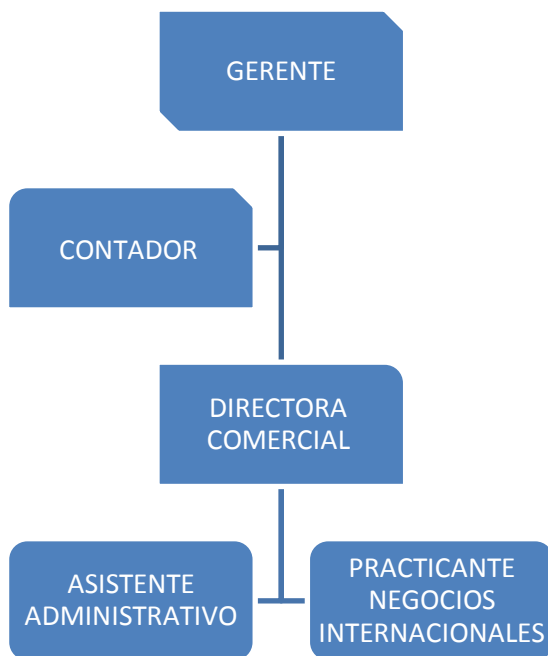 GERENTE
CONTADOR
DIRECTORA
COMERCIAL
ASISTENTE
ADMINISTRATIVO
PRACTICANTE
NEGOCIOS
INTERNACIONALES